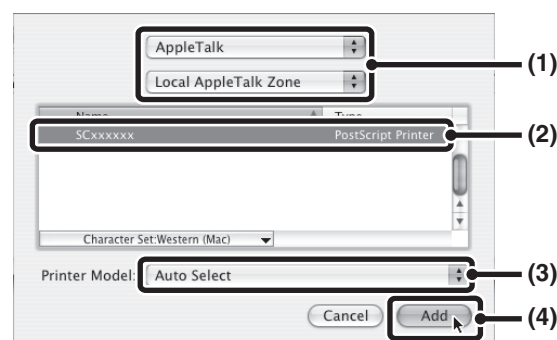 AppleTalk
(1)
Local AppleTalk Zone
Name Type
SCxxxxxx PostScript Printer (2)
Character Set:Western (Mac)
Printer Model: Auto Select (3)
Cancel Add (4)